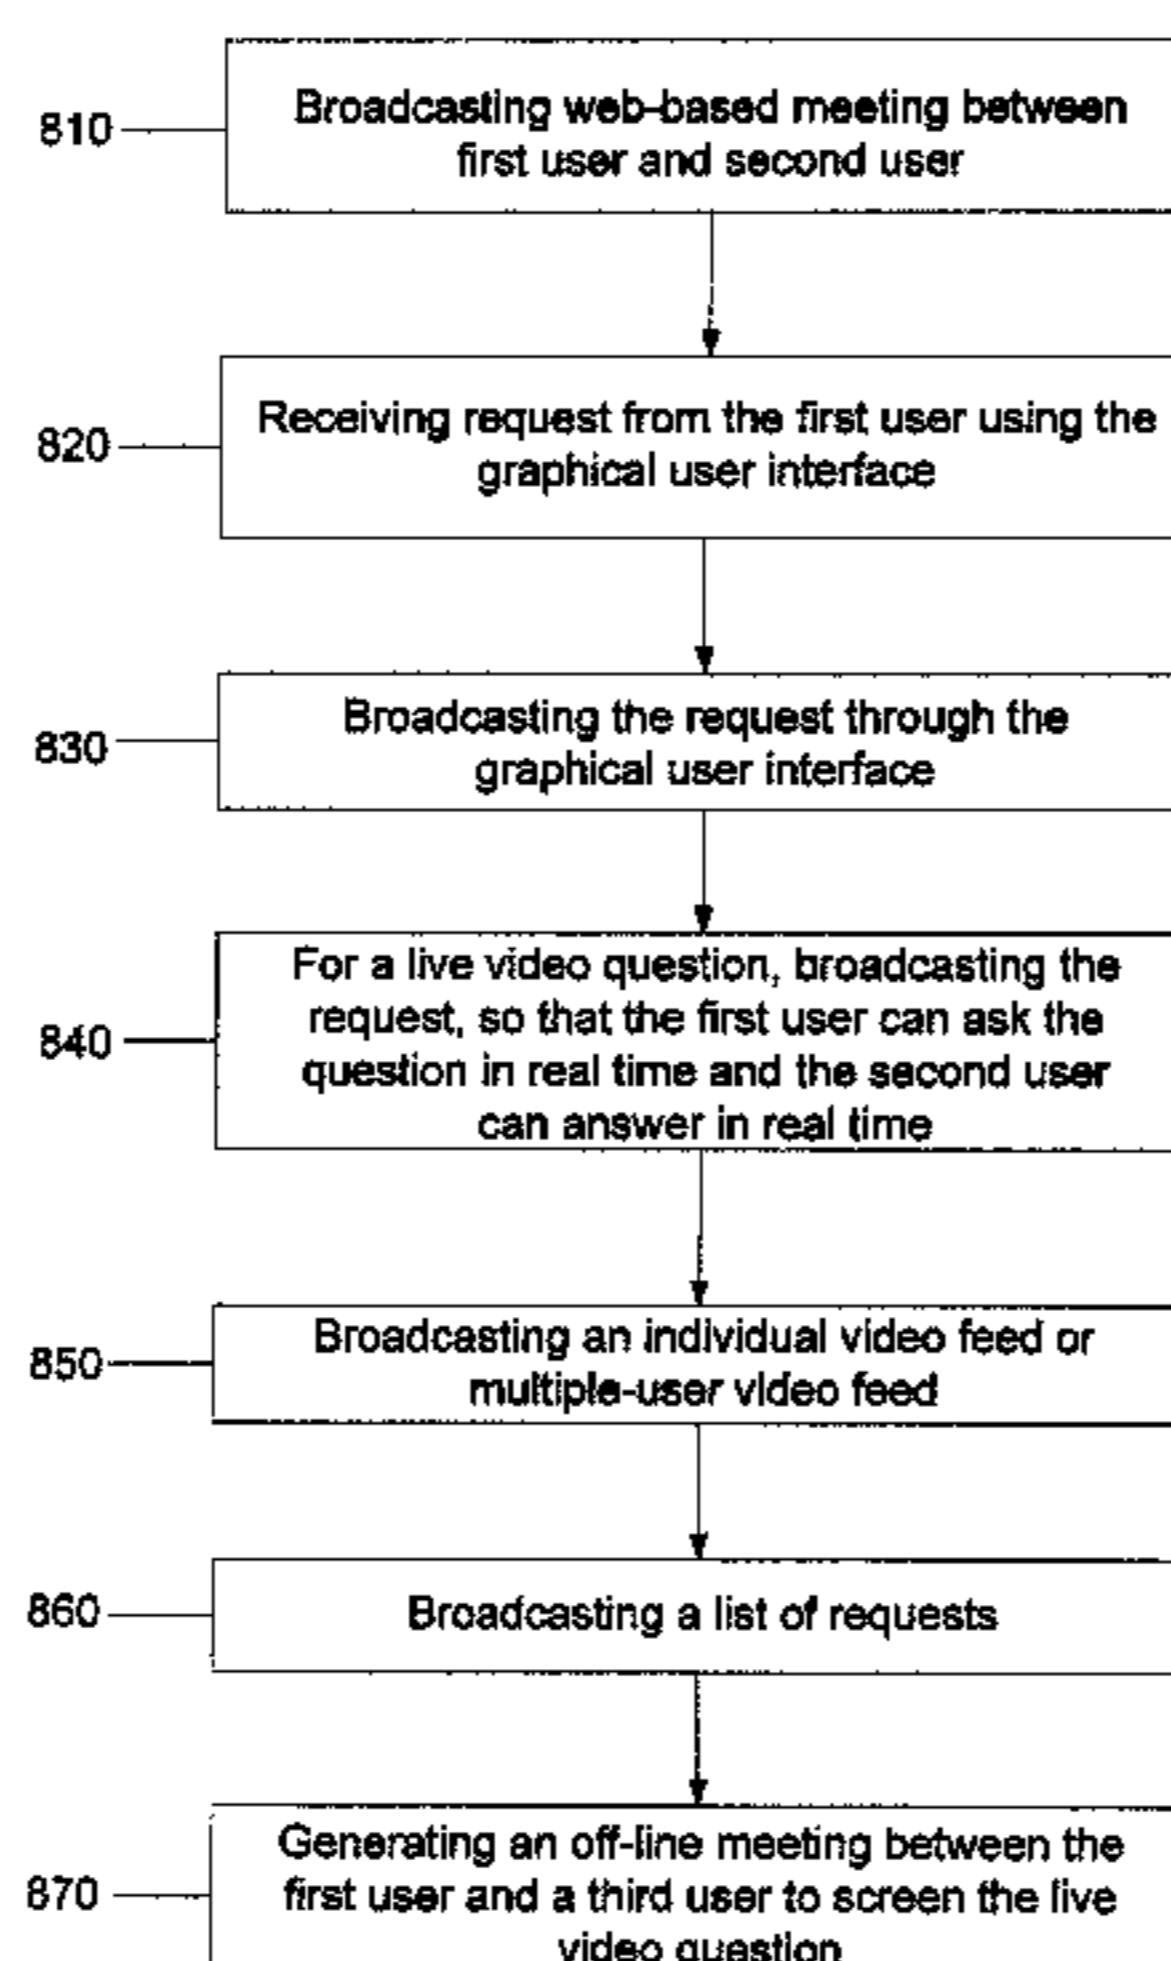 810
Broadcasting web-based meeting between
first user and second user
820
Receiving request from the first user using the
graphical user interface
830
Broadcasting the request through the
graphical user interface
840
For a live video question, broadcasting the
request, so that the first user can ask the
question in real time and the second user
can answer in real time
850
Broadcasting an individual video feed or
multiple-user video feed
860
Broadcasting a list of requests
870
Generating an off-line meeting between the
first user and a third user to screen the live
video question